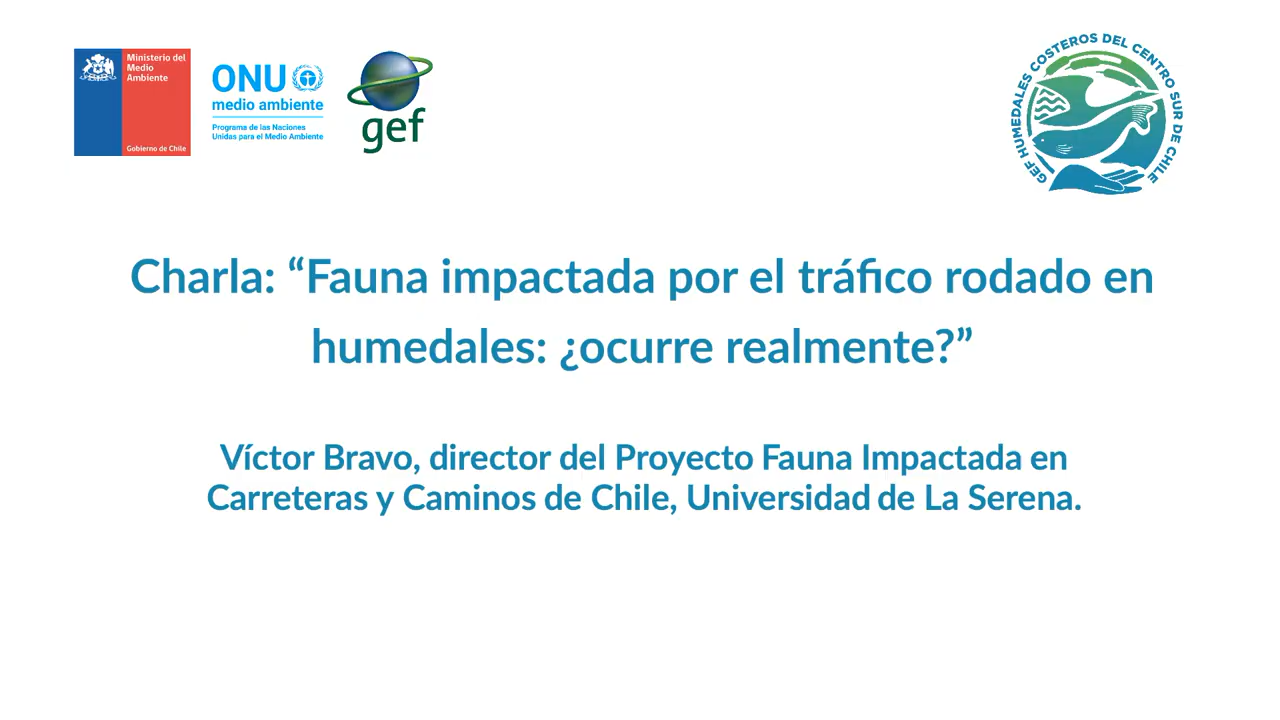 Ministerio del
Medio
Ambiente
Gobierno de Chile
ONU
medio ambiente
Programa de las Naciones
Unidas para el Medio Ambiente
gef
GEF HUMEDALES COSTEROS DEL CENTRO SUR DE CHILE
Charla: “Fauna impactada por el tráfico rodado en
humedales: ¿ocurre realmente?”
Víctor Bravo, director del Proyecto Fauna Impactada en
Carreteras y Caminos de Chile, Universidad de La Serena.